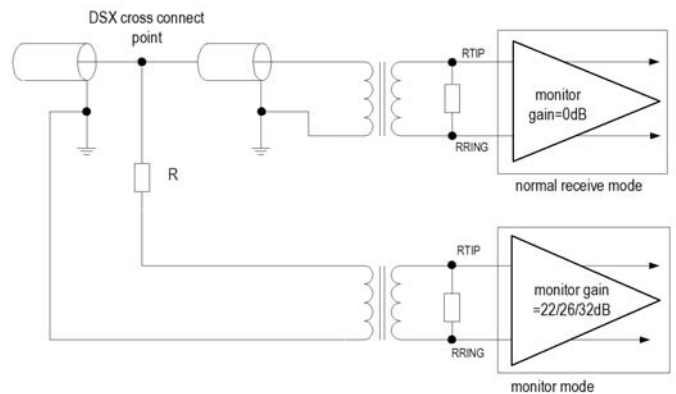 DSX cross connect
point
RTIP
monitor
gain=0dB
RRING
normal receive mode
R
RTIP
monitor gain
=22/26/32dB
RRING
monitor mode